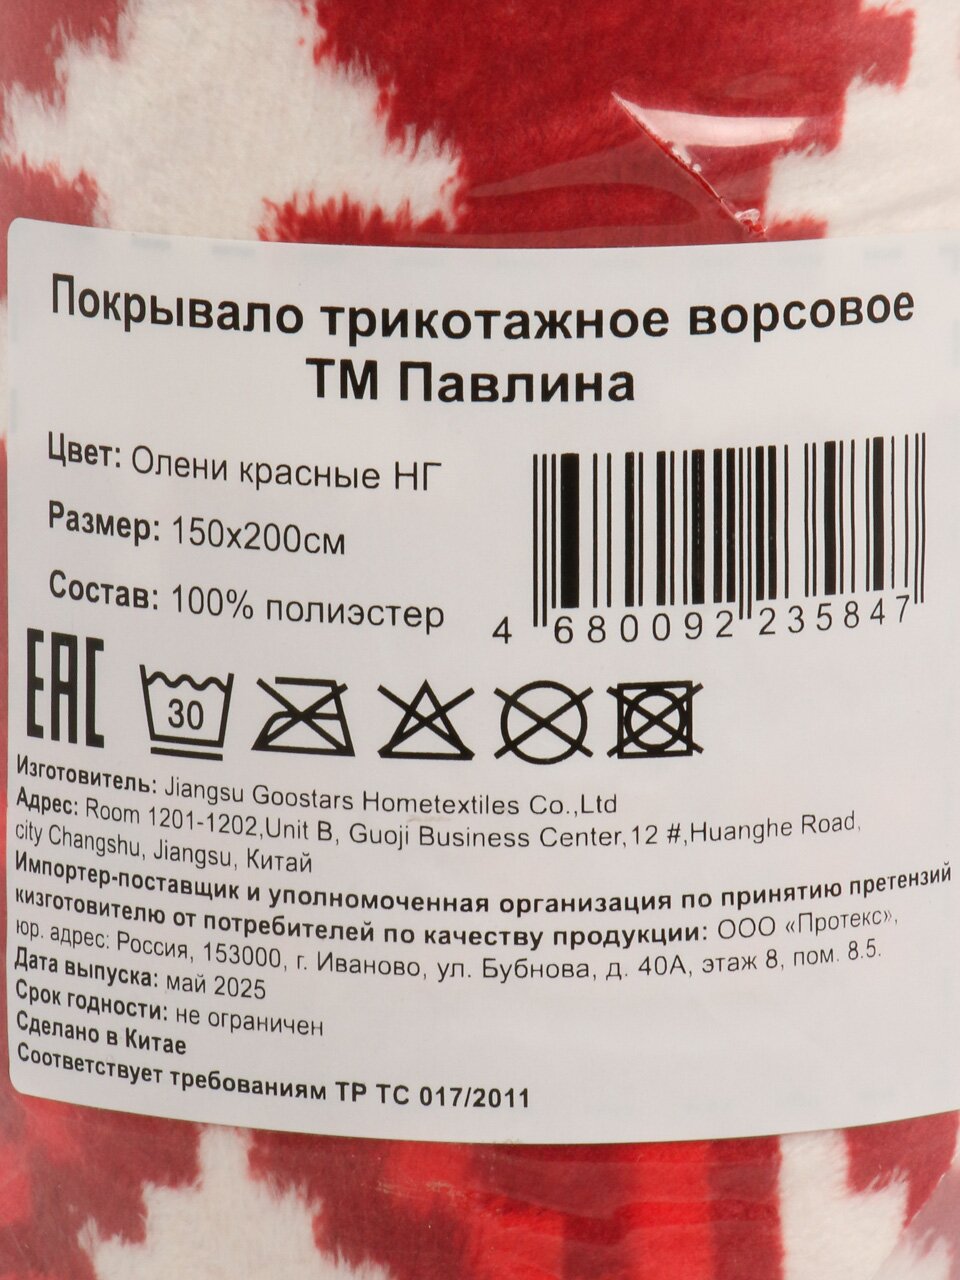 Покрывало трикотажное ворсовое
ТМ Павлина
Цвет: Олени красные НГ
Размер: 150х200см
Состав: 100% полиэстер
4 680092 235847
EAC
30
Изготовитель: Jiangsu Goostars Hometextiles Co.,Ltd
Адрес: Room 1201-1202,Unit B, Guoji Business Center,12 #,Huanghe Road,
city Changshu, Jiangsu, Китай
Импортер-поставщик и уполномоченная организация по принятию претензий
кизготовителю от потребителей по качеству продукции: ООО «Протекс»,
юр. адрес: Россия, 153000, г. Иваново, ул. Бубнова, д. 40А, этаж 8, пом. 8.5.
Дата выпуска: май 2025
Срок годности: не ограничен
Сделано в Китае
Соответствует требованиям ТР ТС 017/2011